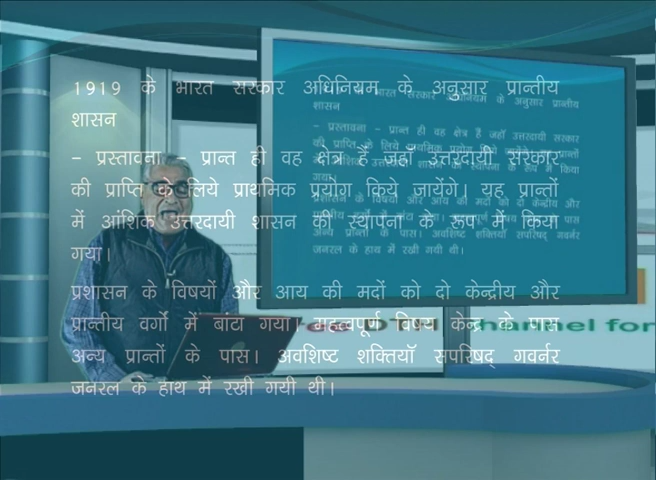 1919 के भारत सरकार अधिनियम के अनुसार प्रान्तीय
शासन
– प्रस्तावना – प्रान्त ही वह क्षेत्र हैं जहाँ उत्तरदायी सरकार
की प्राप्ति के लिये प्राथमिक प्रयोग किये जायेंगे। यह प्रान्तों
में आंशिक उत्तरदायी शासन की स्थापना के रूप में किया
गया।
प्रशासन के विषयों और आय की मदों को दो केन्द्रीय और
प्रान्तीय वर्गों में बांटा गया। महत्वपूर्ण विषय केन्द्र के पास
अन्य प्रान्तों के पास। अवशिष्ट शक्तियाँ सपरिषद् गवर्नर
जनरल के हाथ में रखी गयी थी।
hannel for